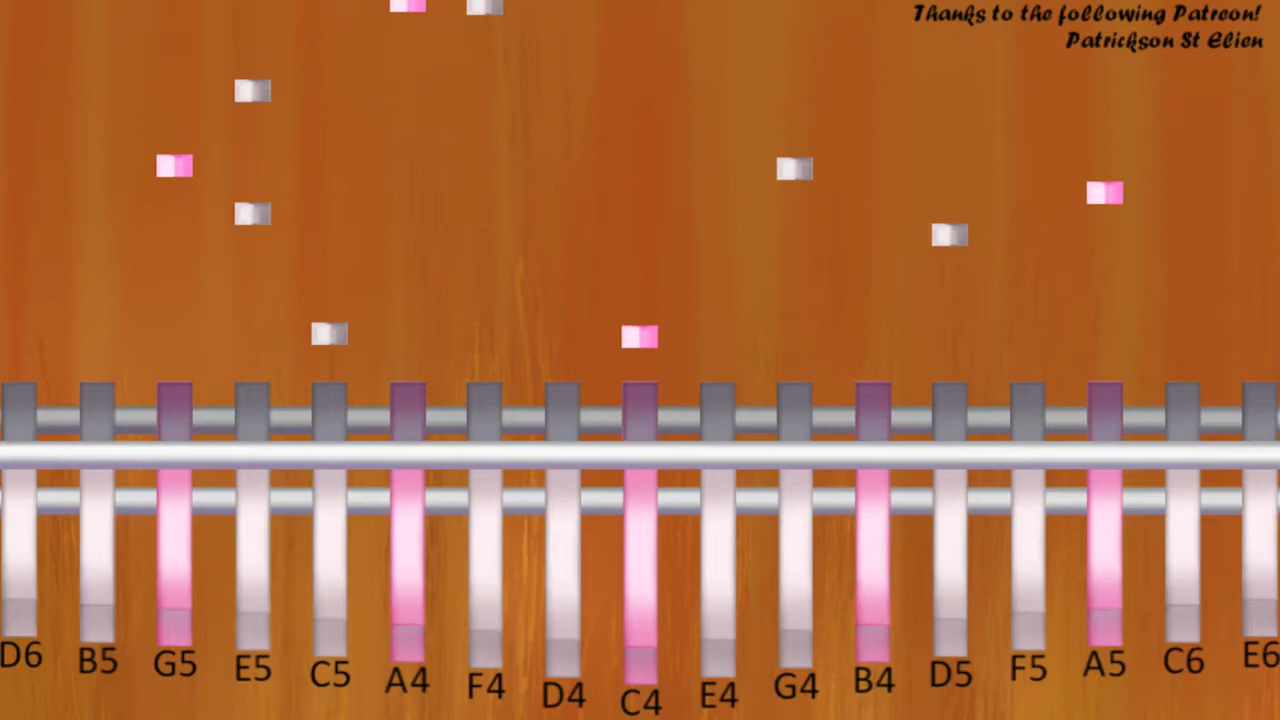 Thanks to the following Patreon!
Patrickson St Elien
D6 B5 G5 E5 C5 A4 F4 D4 C4 E4 G4 B4 D5 F5 A5 C6 E6